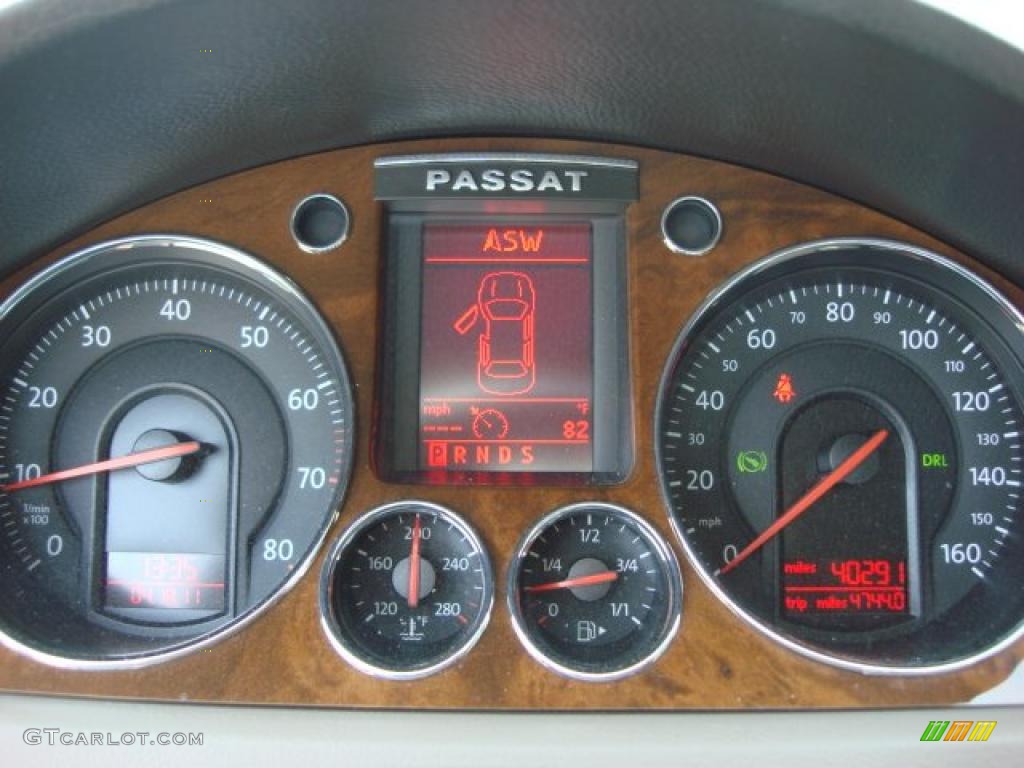 PASSAT
ASW
mph °F
82
P R N D S
0 10 20 30 40 50 60 70 80
1/min
x100
13:35
120 160 200 240 280
°F
0 1/4 1/2 3/4 1/1
0 20 30 40 50 60 70 80 90 100 110 120 130 140 150 160
mph
DRL
miles 40291
trip miles 4744.0
GTCARLOT.COM